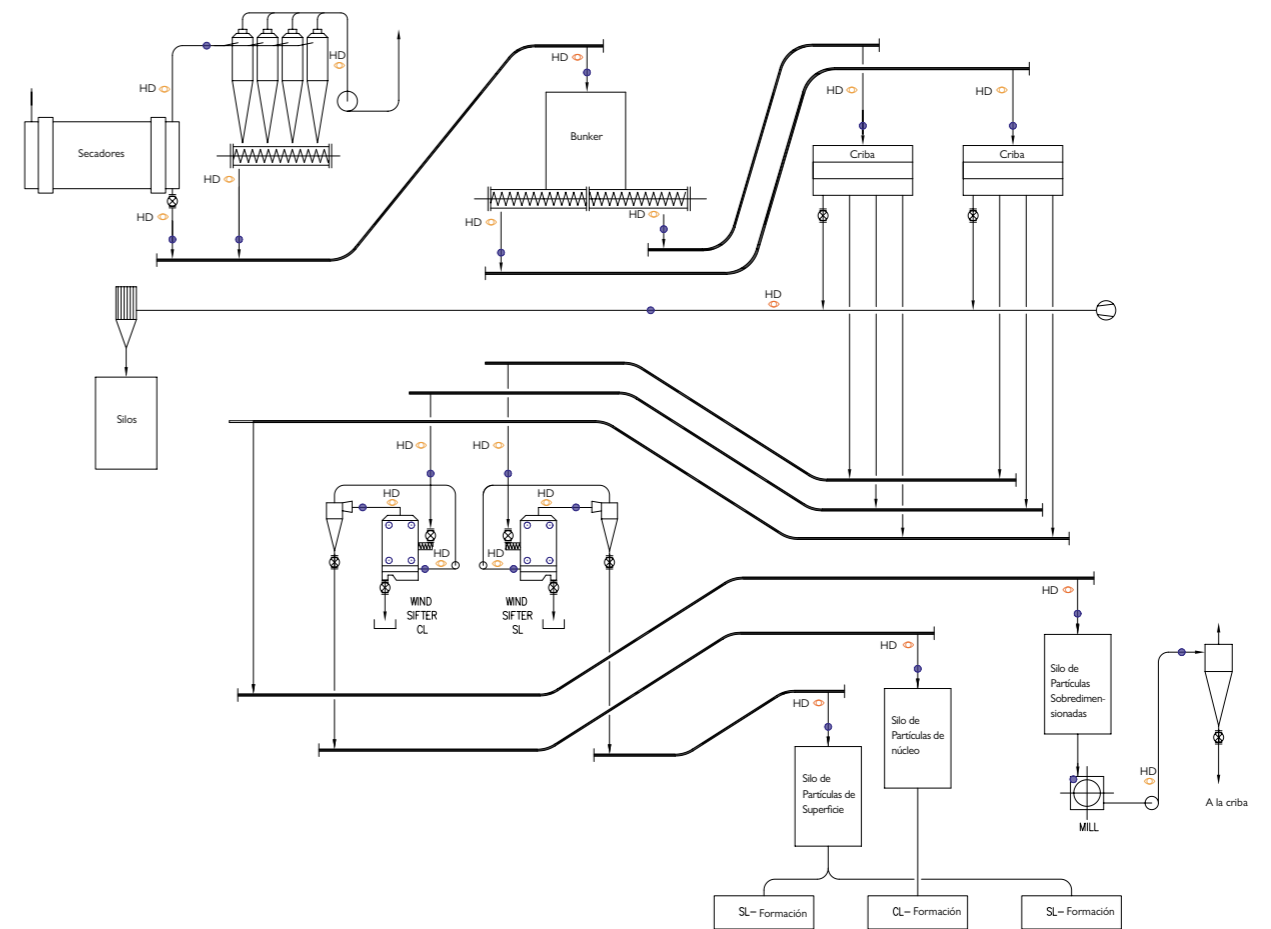 HD
HD
HD
HD
Secadores
Bunker
HD
HD
Criba
Criba
HD
HD
HD
HD
HD
HD
Silos
HD
HD
HD
HD
HD
HD
WIND
SIFTER
CL
WIND
SIFTER
SL
HD
HD
HD
Silo de
Partículas
Sobredimen-
sionadas
Silo de
Partículas de
núcleo
Silo de
Partículas de
Superficie
HD
A la criba
MILL
SL- Formación
CL- Formación
SL- Formación